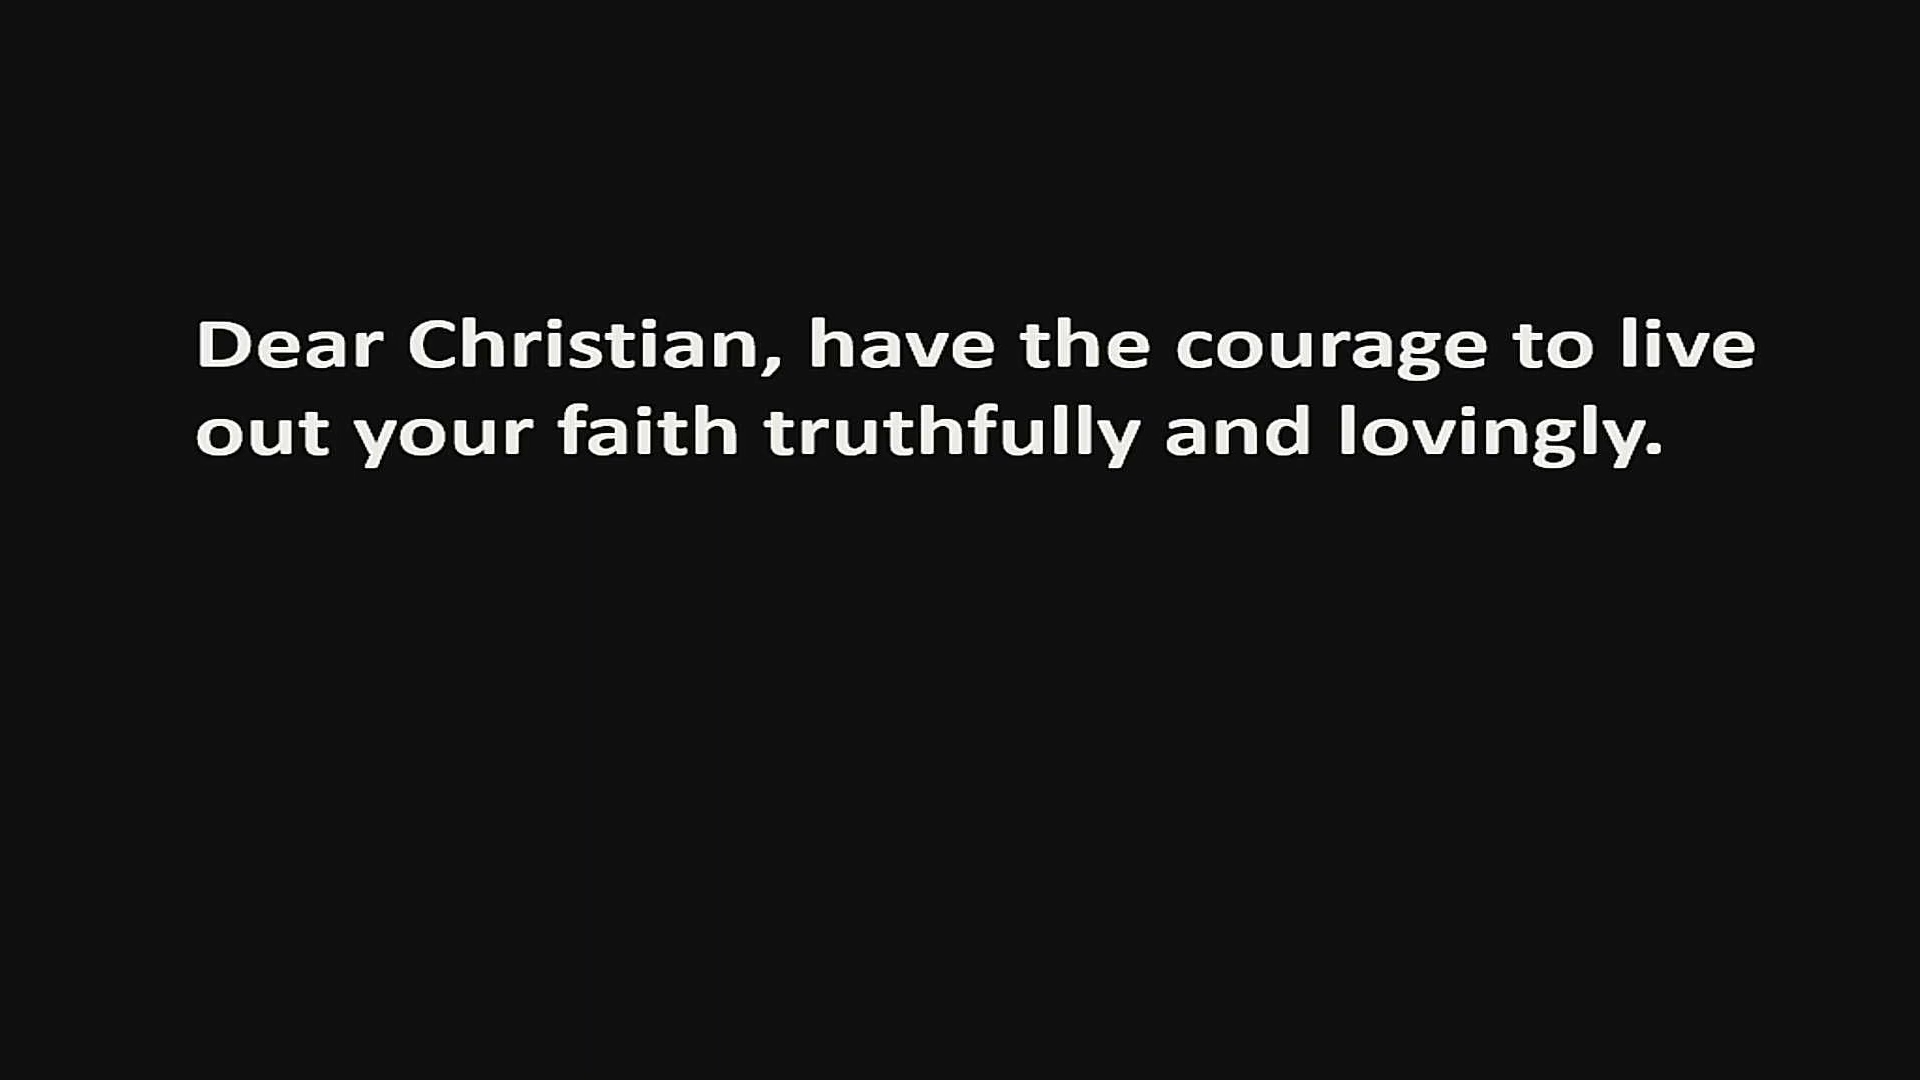 Dear Christian, have the courage to live
out your faith truthfully and lovingly.